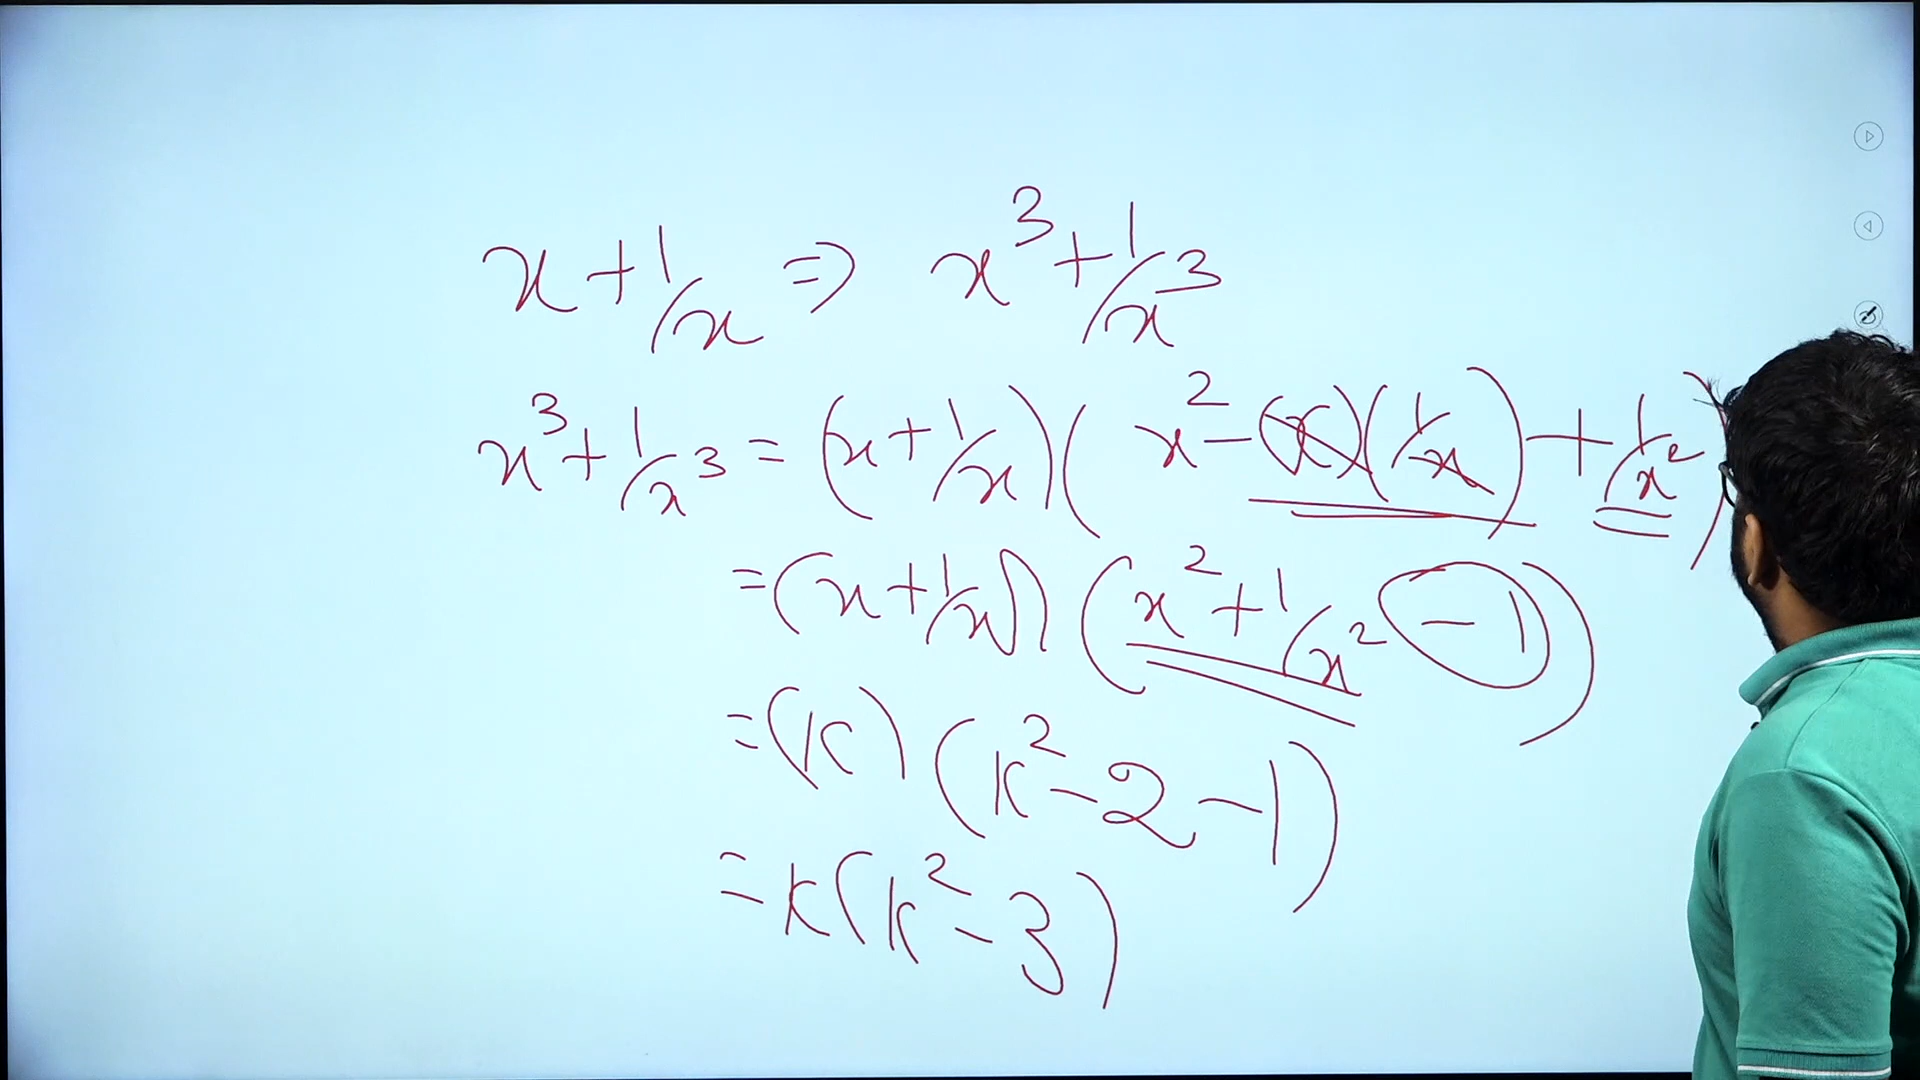 x + 1/x ⇒ x³ + 1/x³
x³ + 1/x³ = (x + 1/x)(x² - (x)(1/x) + 1/x²)
= (x + 1/x)(x² + 1/x² - 1)
= (k)(k² - 2 - 1)
= k(k² - 3)